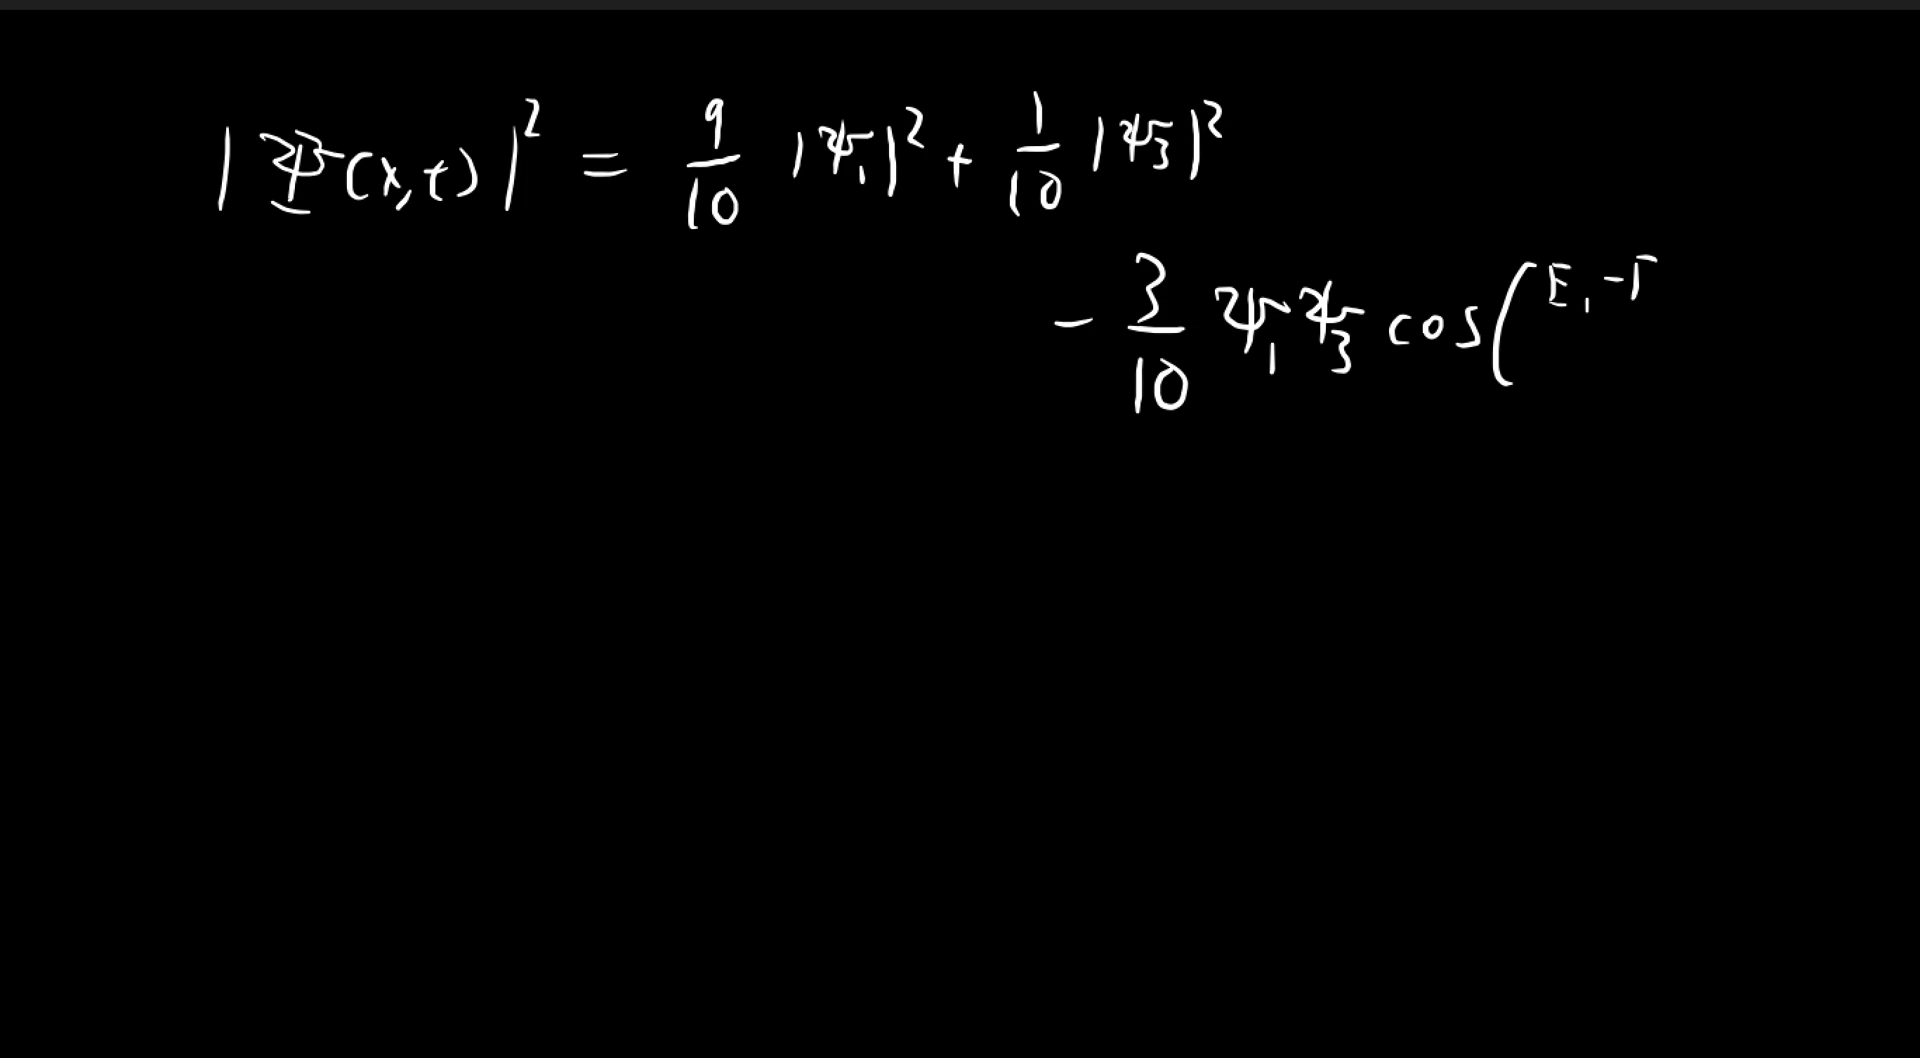 |Ψ(x,t)|² = 9/10 |ψ₁|² + 1/10 |ψ₃|²
- 3/10 ψ₁ψ₃ cos(E₁-